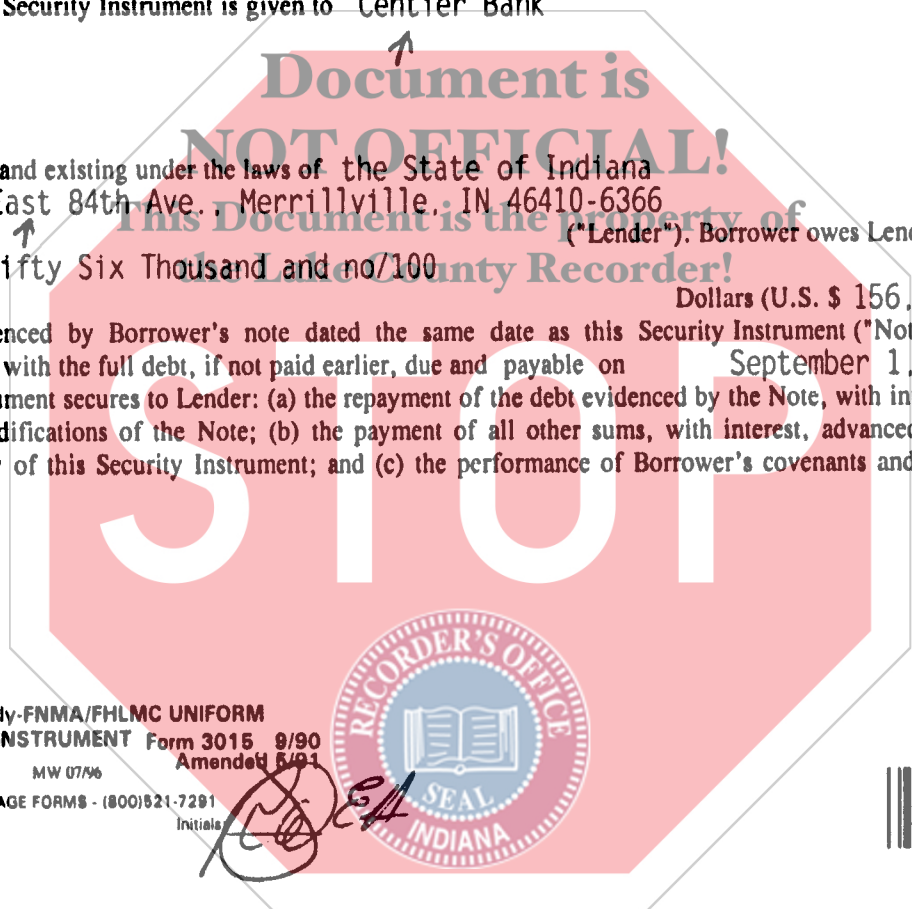 Security Instrument is given to Centier Bank
Document is
NOT OFFICIAL!
and existing under the laws of the State of Indiana
East 84th Ave., Merrillville, IN 46410-6366
This Document is the property of
("Lender"). Borrower owes Lend
ifty Six Thousand and no/100
the Lake County Recorder!
Dollars (U.S. $ 156,
enced by Borrower's note dated the same date as this Security Instrument ("Not
with the full debt, if not paid earlier, due and payable on September 1,
ument secures to Lender: (a) the repayment of the debt evidenced by the Note, with in
difications of the Note; (b) the payment of all other sums, with interest, advanced
of this Security Instrument; and (c) the performance of Borrower's covenants and
STOP
RECORDER'S OFFICE
SEAL
INDIANA
ly-FNMA/FHLMC UNIFORM
NSTRUMENT Form 3015 9/90
Amended 5/91
MW 07/96
AGE FORMS - (800)521-7291
Initials: